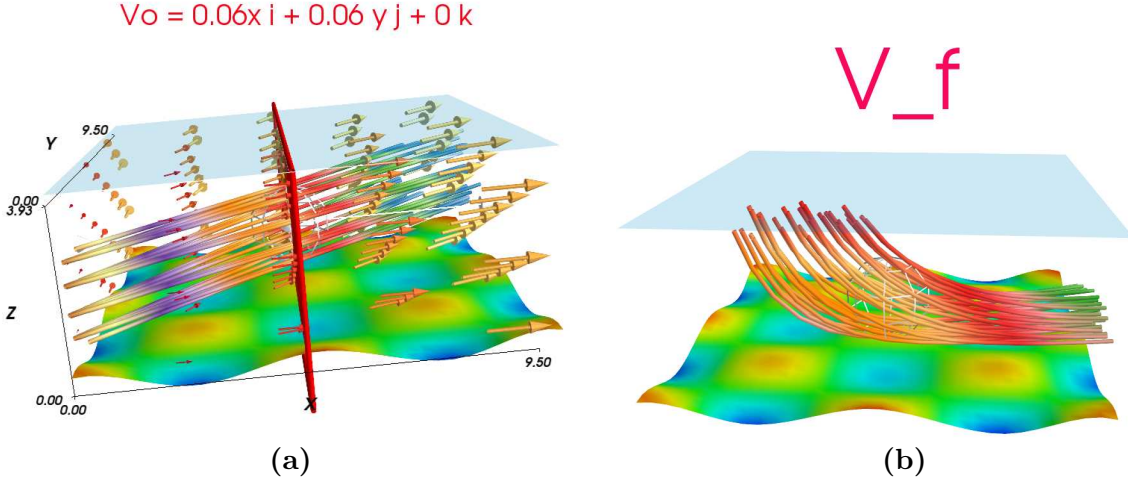 Vo = 0.06x i + 0.06 y j + 0 k
V_f
Y
9.50
0.00
3.93
Z
0.00
0.00
X
9.50
(a)
(b)